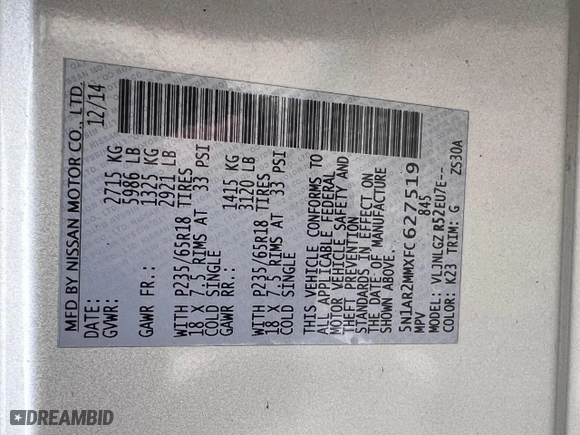 MFD BY NISSAN MOTOR CO., LTD.
DATE: 12/14
GVWR: 2715 KG
5986 LB
GAWR FR.: 1325 KG
2921 LB
WITH P235/65R18 TIRES
18 X 7.5 RIMS AT 33 PSI
COLD SINGLE
GAWR RR.: 1415 KG
3120 LB
WITH P235/65R18 TIRES
18 X 7.5 RIMS AT 33 PSI
COLD SINGLE
THIS VEHICLE CONFORMS TO
ALL APPLICABLE FEDERAL
MOTOR VEHICLE SAFETY AND
THEFT PREVENTION
STANDARDS IN EFFECT ON
THE DATE OF MANUFACTURE
SHOWN ABOVE.
5N1AR2MMXFC627519
MPV 845
MODEL: VLJNLGZ R52EU7E--
COLOR: K23 TRIM: G ZS30A
DREAMBID